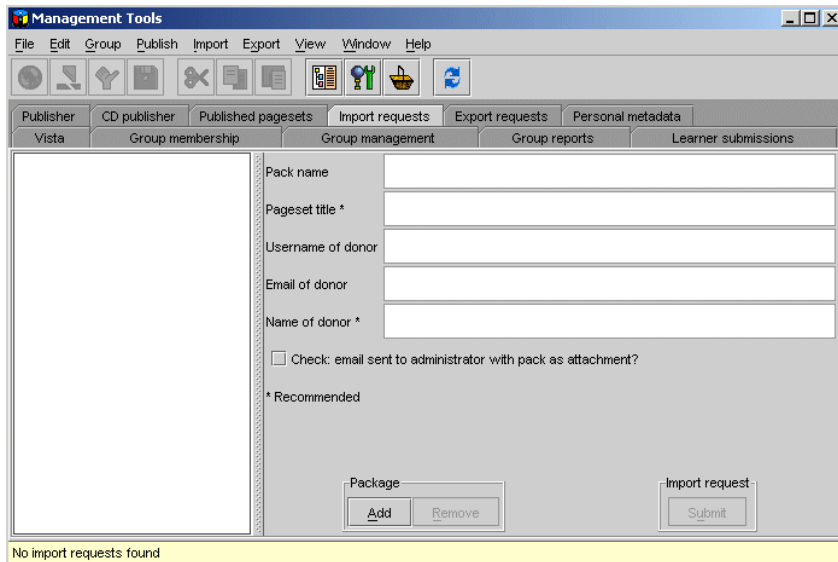 Management Tools
File Edit Group Publish Import Export View Window Help
Publisher CD publisher Published pagesets Import requests Export requests Personal metadata
Vista Group membership Group management Group reports Learner submissions
Pack name
Pageset title *
Username of donor
Email of donor
Name of donor *
Check: email sent to administrator with pack as attachment?
* Recommended
Package Import request
Add Remove Submit
No import requests found